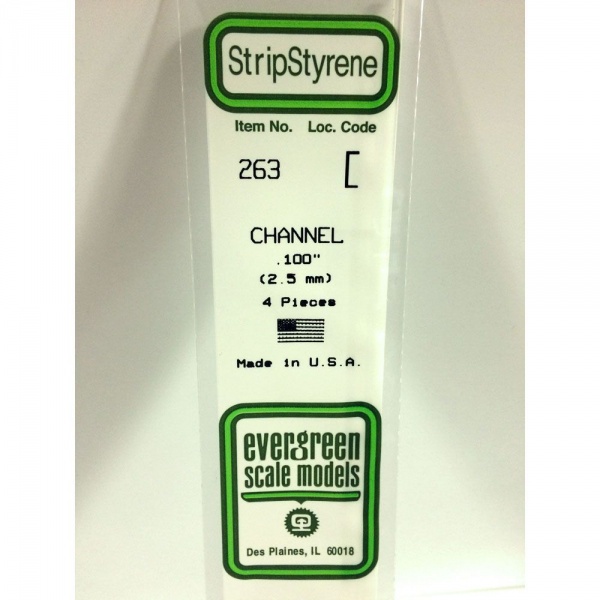 StripStyrene
Item No. Loc. Code
263 [
CHANNEL
.100"
(2.5 mm)
4 Pieces
Made in U.S.A.
evergreen
scale models
Des Plaines, IL 60018